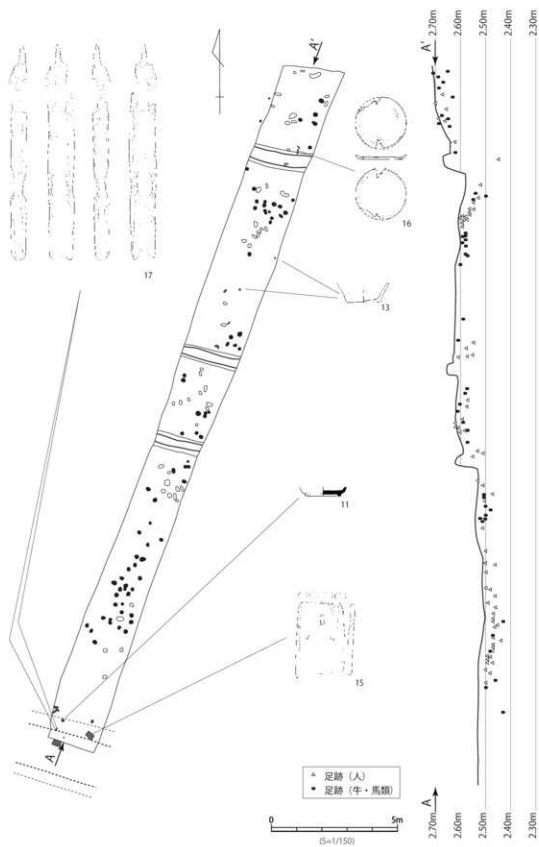 A'
16
17
13
11
15
A
△ 足跡（人）
● 足跡（牛・馬類）
0
5m
(S=1/150)
A'
2.70m
2.60m
2.50m
2.40m
2.30m
A
2.70m
2.60m
2.50m
2.40m
2.30m